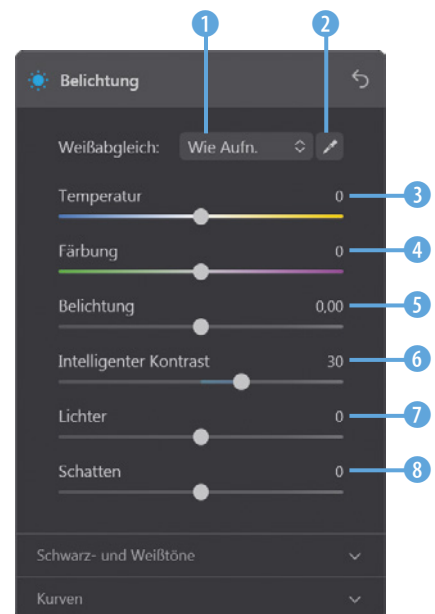 1 2
Belichtung
Weißabgleich: Wie Aufn.
Temperatur 0 3
Färbung 0 4
Belichtung 0,00 5
Intelligenter Kontrast 30 6
Lichter 0 7
Schatten 0 8
Schwarz- und Weißtöne
Kurven